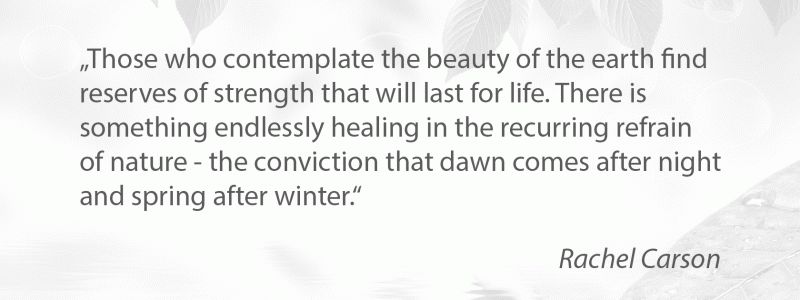 „Those who contemplate the beauty of the earth find
reserves of strength that will last for life. There is
something endlessly healing in the recurring refrain
of nature - the conviction that dawn comes after night
and spring after winter.“
Rachel Carson